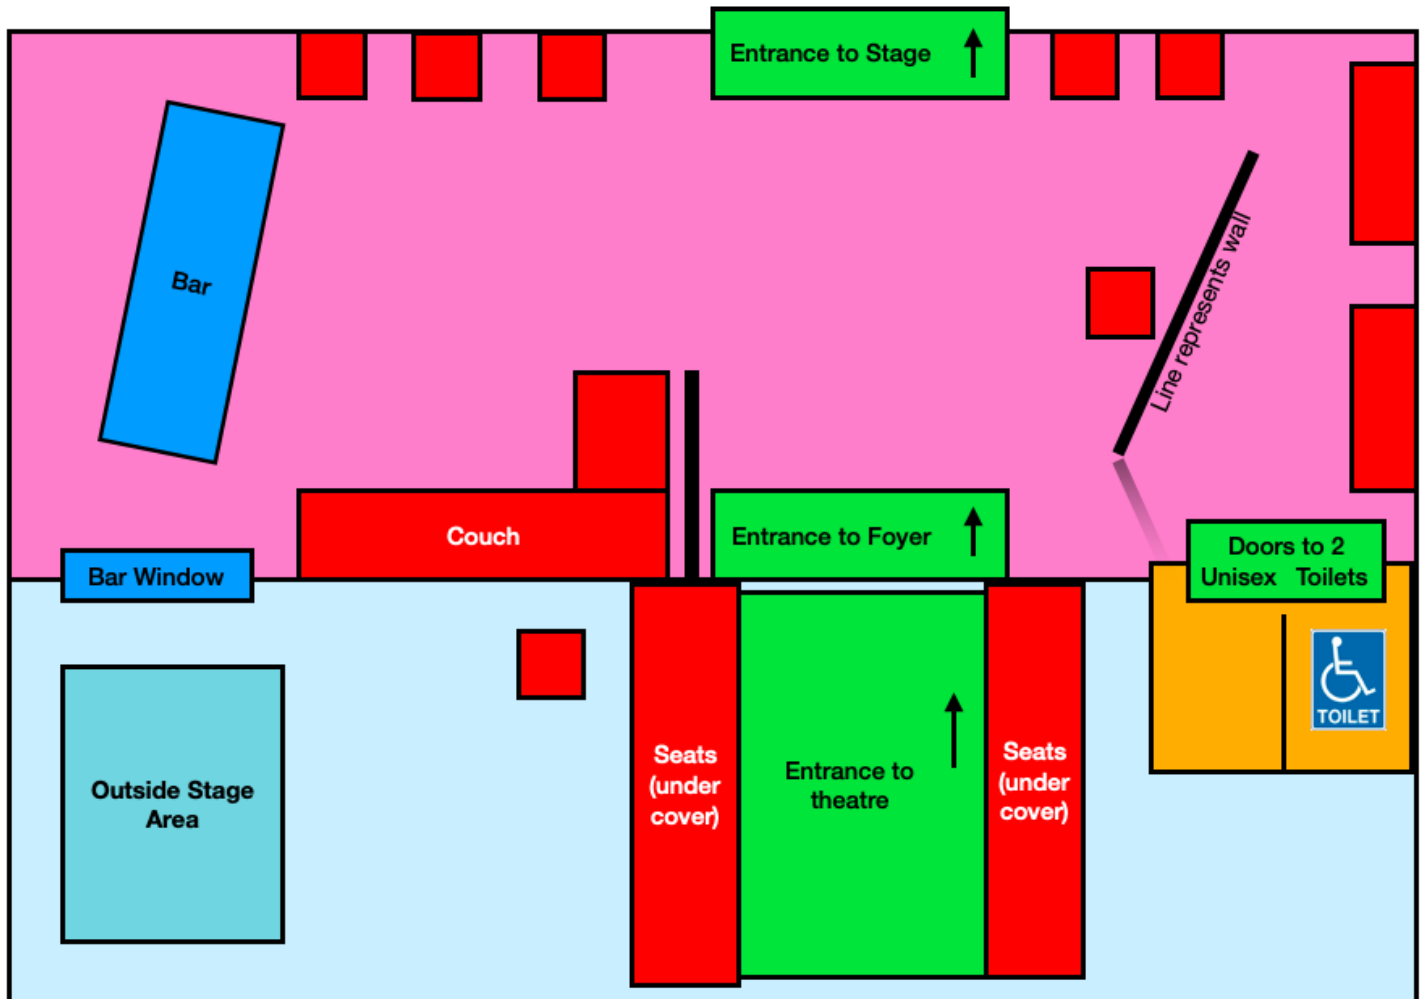 Entrance to Stage
Bar
Line represents wall
Couch
Entrance to Foyer
Doors to 2
Unisex Toilets
Bar Window
TOILET
Seats
(under
cover)
Entrance to
theatre
Seats
(under
cover)
Outside Stage
Area